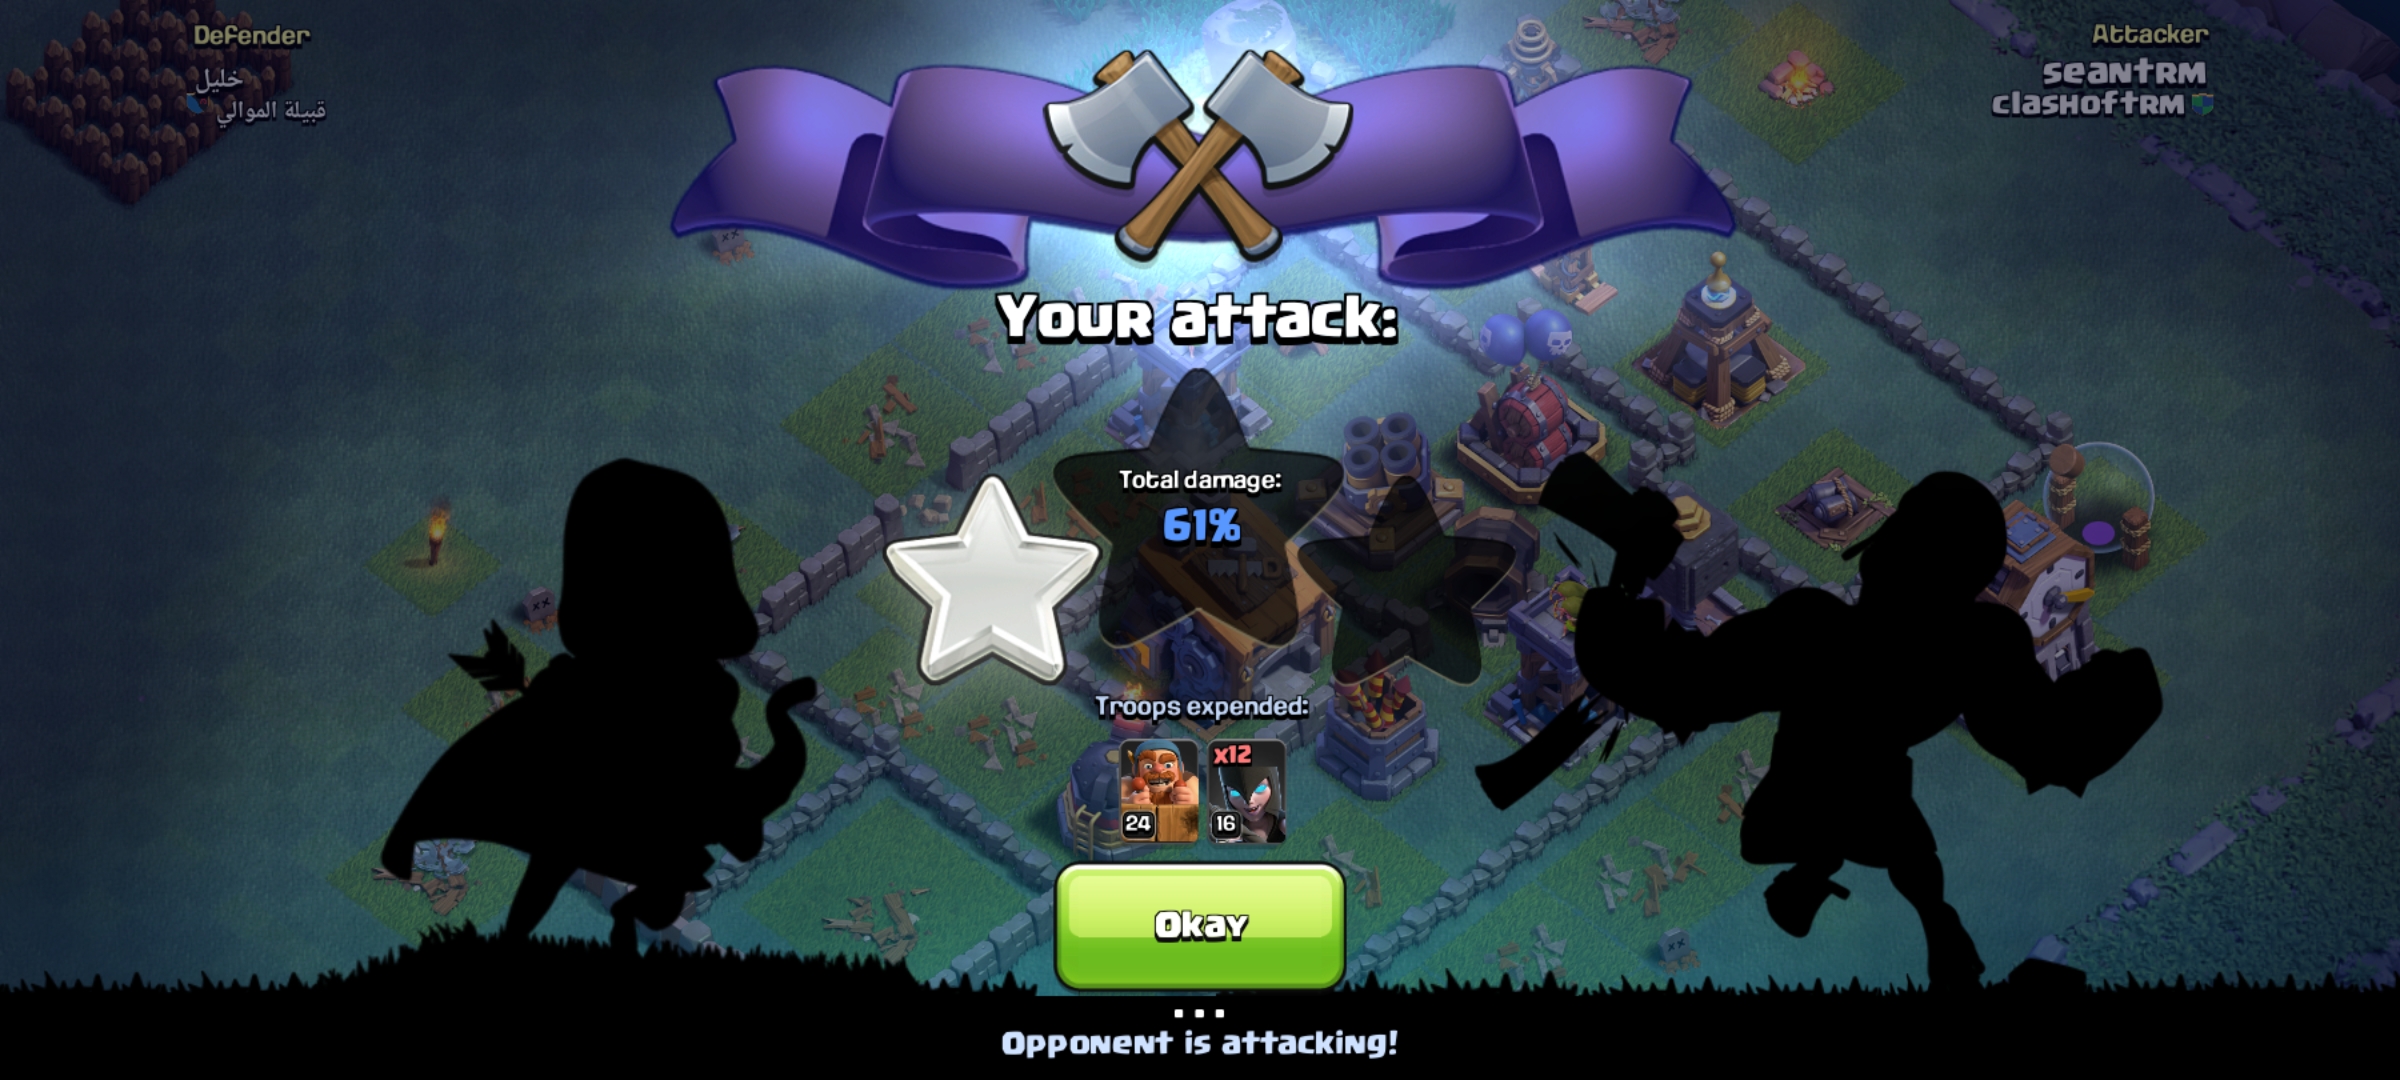 Defender
خليل
قبيلة الموالي
Attacker
seantRM
clashoftRM
Your attack:
Total damage:
61%
Troops expended:
x12
24
16
Okay
...
Opponent is attacking!